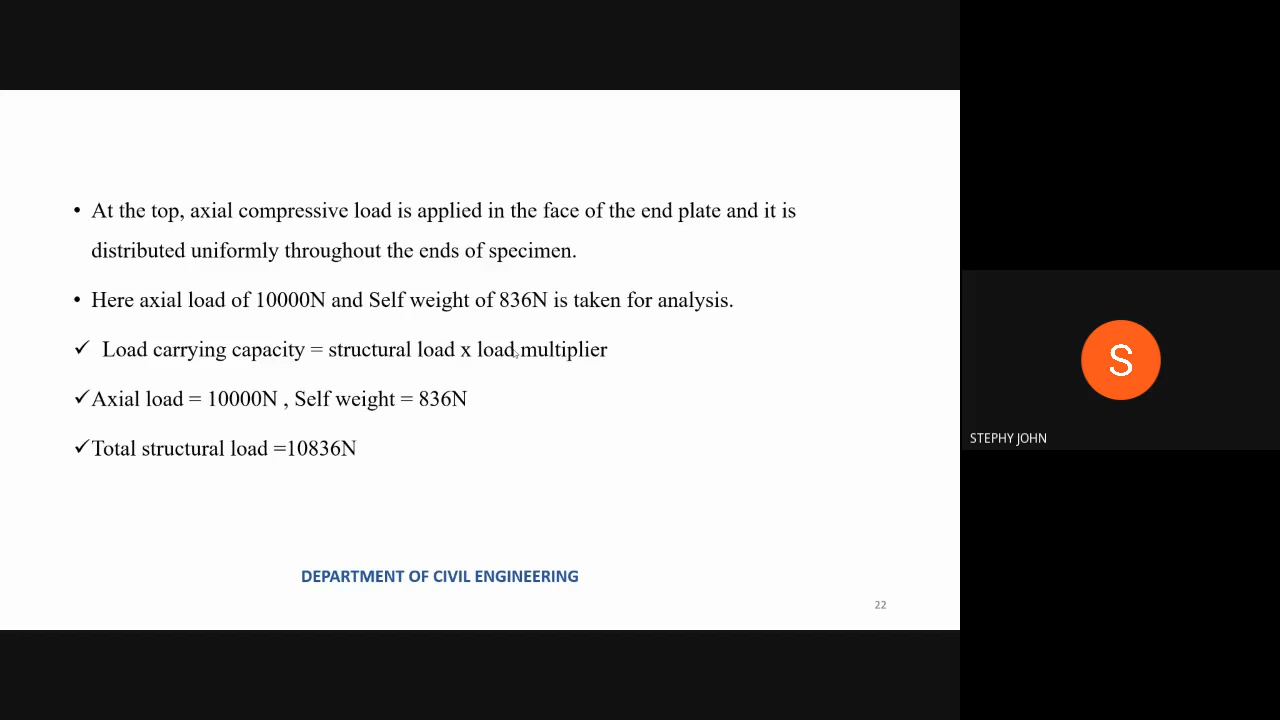 • At the top, axial compressive load is applied in the face of the end plate and it is
distributed uniformly throughout the ends of specimen.
• Here axial load of 10000N and Self weight of 836N is taken for analysis.
✓ Load carrying capacity = structural load x load multiplier
✓Axial load = 10000N , Self weight = 836N
✓Total structural load =10836N
DEPARTMENT OF CIVIL ENGINEERING
22
S
STEPHY JOHN